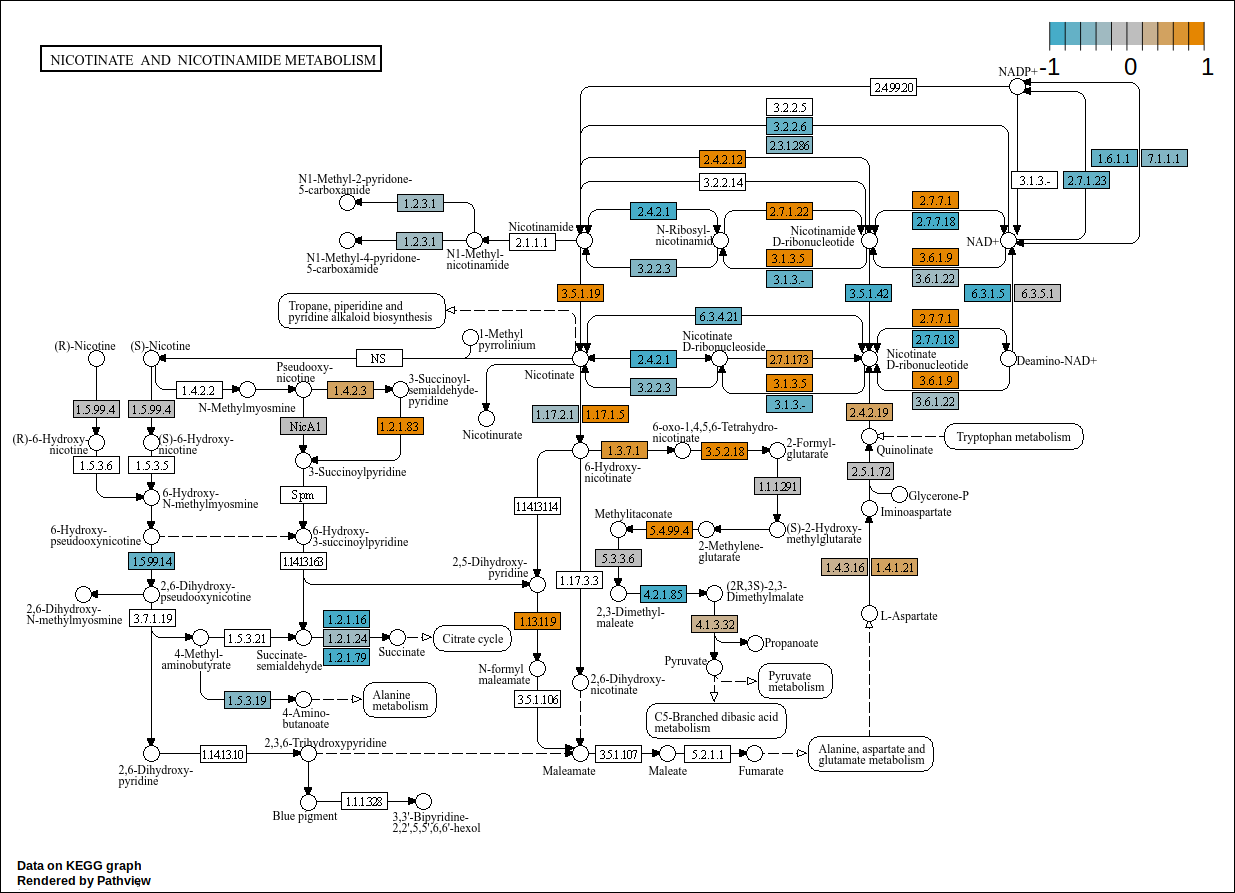 NICOTINATE AND NICOTINAMIDE METABOLISM
-1 0 1
NADP+
2.4.99.20
3.2.2.5
3.2.2.6
2.3.1.286
2.4.2.12
3.2.2.14
1.6.1.1
7.1.1.1
3.1.3.-
2.7.1.23
N1-Methyl-2-pyridone-
5-carboxamide
1.2.3.1
1.2.3.1
N1-Methyl-4-pyridone-
5-carboxamide
N1-Methyl-
nicotinamide
2.1.1.1
Nicotinamide
2.4.2.1
3.2.2.3
N-Ribosyl-
nicotinamid
2.7.1.22
3.1.3.5
3.1.3.-
Nicotinamide
D-ribonucleotide
2.7.7.1
2.7.7.18
3.6.1.9
3.6.1.22
NAD+
3.5.1.19
3.5.1.42
6.3.1.5
6.3.5.1
Tropane, piperidine and
pyridine alkaloid biosynthesis
6.3.4.21
2.7.7.1
2.7.7.18
1-Methyl
pyrrolinium
(R)-Nicotine
(S)-Nicotine
NS
Nicotinate
2.4.2.1
3.2.2.3
Nicotinate
D-ribonucleoside
2.7.1.173
3.1.3.5
3.1.3.-
Nicotinate
D-ribonucleotide
Deamino-NAD+
3.6.1.9
3.6.1.22
Pseudooxy-
nicotine
1.4.2.2
N-Methylmyosmine
1.4.2.3
3-Succinoyl-
semialdehyde-
pyridine
1.5.99.4
1.5.99.4
NicA1
1.2.1.83
Nicotinurate
1.17.2.1
1.17.1.5
2.4.2.19
(R)-6-Hydroxy-
nicotine
(S)-6-Hydroxy-
nicotine
6-oxo-1,4,5,6-Tetrahydro-
nicotinate
2-Formyl-
glutarate
Quinolinate
Tryptophan metabolism
1.5.3.6
1.5.3.5
3-Succinoylpyridine
6-Hydroxy-
nicotinate
1.3.7.1
3.5.2.18
2.5.1.72
1.1.1.291
6-Hydroxy-
N-methylmyosmine
Spm
1.14.13.114
Glycerone-P
Iminoaspartate
Methylitaconate
5.4.99.4
2-Methylene-
glutarate
(S)-2-Hydroxy-
methylglutarate
6-Hydroxy-
pseudooxynicotine
6-Hydroxy-
3-succinoylpyridine
1.5.99.14
1.14.13.163
2,5-Dihydroxy-
pyridine
1.17.3.3
5.3.3.6
1.4.3.16
1.4.1.21
2,6-Dihydroxy-
N-methylmyosmine
2,6-Dihydroxy-
pseudooxynicotine
3.7.1.19
4.2.1.85
(2R,3S)-2,3-
Dimethylmalate
2,3-Dimethyl-
maleate
L-Aspartate
1.13.11.9
4.1.3.32
Propanoate
4-Methyl-
aminobutyrate
1.5.3.21
Succinate-
semialdehyde
1.2.1.16
1.2.1.24
1.2.1.79
Succinate
Citrate cycle
N-formyl
maleamate
Pyruvate
Pyruvate
metabolism
2,6-Dihydroxy-
nicotinate
1.5.3.19
4-Amino-
butanoate
Alanine
metabolism
3.5.1.106
C5-Branched dibasic acid
metabolism
2,6-Dihydroxy-
pyridine
1.14.13.10
2,3,6-Trihydroxypyridine
Maleamate
3.5.1.107
Maleate
5.2.1.1
Fumarate
Alanine, aspartate and
glutamate metabolism
Blue pigment
1.1.1.328
3,3'-Bipyridine-
2,2',5,5',6,6'-hexol
Data on KEGG graph
Rendered by Pathview